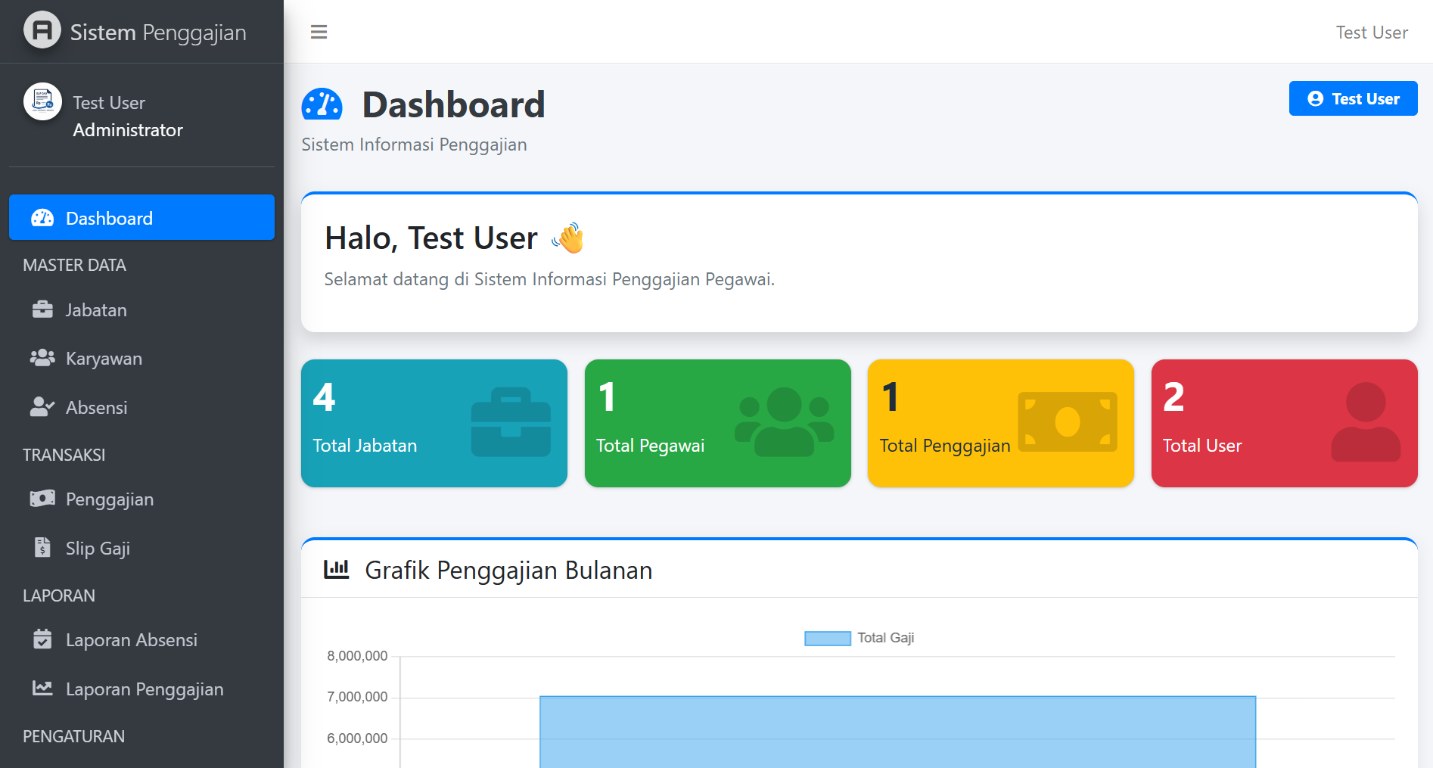 Sistem Penggajian
Test User
Test User
Administrator
Dashboard
MASTER DATA
Jabatan
Karyawan
Absensi
TRANSAKSI
Penggajian
Slip Gaji
LAPORAN
Laporan Absensi
Laporan Penggajian
PENGATURAN
Dashboard
Test User
Sistem Informasi Penggajian
Halo, Test User 👋
Selamat datang di Sistem Informasi Penggajian Pegawai.
4
Total Jabatan
1
Total Pegawai
1
Total Penggajian
2
Total User
Grafik Penggajian Bulanan
Total Gaji
8,000,000
7,000,000
6,000,000